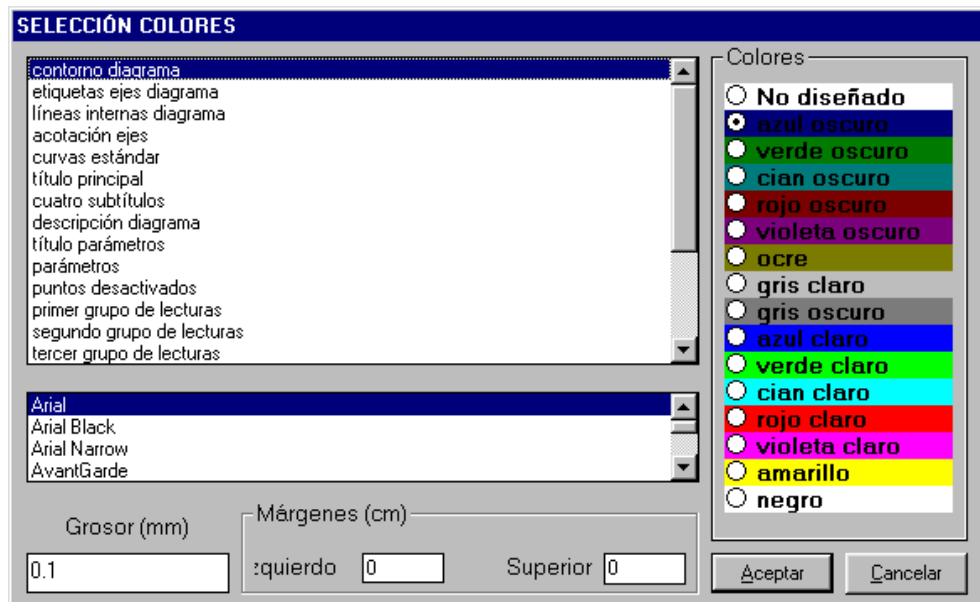 SELECCIÓN COLORES
contorno diagrama
etiquetas ejes diagrama
líneas internas diagrama
acotación ejes
curvas estándar
título principal
cuatro subtítulos
descripción diagrama
título parámetros
parámetros
puntos desactivados
primer grupo de lecturas
segundo grupo de lecturas
tercer grupo de lecturas
Arial
Arial Black
Arial Narrow
AvantGarde
Grosor (mm)
0.1
Márgenes (cm)
zquierdo 0 Superior 0
Colores
No diseñado
azul oscuro
verde oscuro
cian oscuro
rojo oscuro
violeta oscuro
ocre
gris claro
gris oscuro
azul claro
verde claro
cian claro
rojo claro
violeta claro
amarillo
negro
Aceptar Cancelar